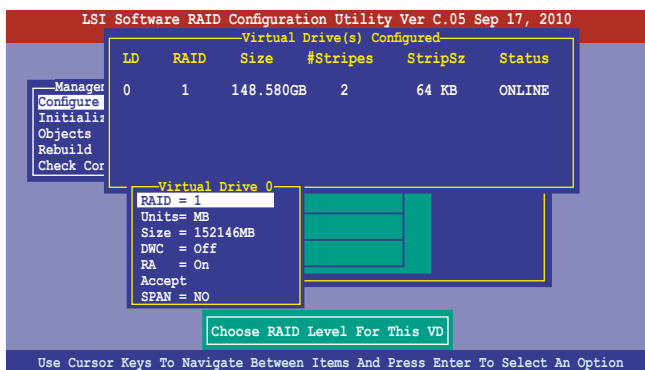 LSI Software RAID Configuration Utility Ver C.05 Sep 17, 2010
Virtual Drive(s) Configured
LD RAID Size #Stripes StripSz Status
0 1 148.580GB 2 64 KB ONLINE
Manager
Configure
Initializ
Objects
Rebuild
Check Con
Virtual Drive 0
RAID = 1
Units= MB
Size = 152146MB
DWC = Off
RA = On
Accept
SPAN = NO
Choose RAID Level For This VD
Use Cursor Keys To Navigate Between Items And Press Enter To Select An Option